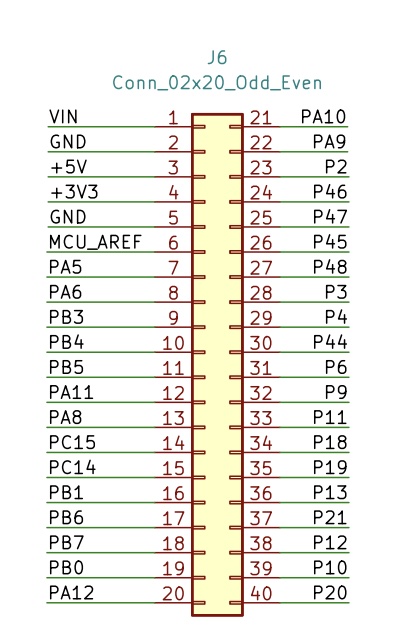 J6
Conn_02x20_Odd_Even
VIN 1 21 PA10
GND 2 22 PA9
+5V 3 23 P2
+3V3 4 24 P46
GND 5 25 P47
MCU_AREF 6 26 P45
PA5 7 27 P48
PA6 8 28 P3
PB3 9 29 P4
PB4 10 30 P44
PB5 11 31 P6
PA11 12 32 P9
PA8 13 33 P11
PC15 14 34 P18
PC14 15 35 P19
PB1 16 36 P13
PB6 17 37 P21
PB7 18 38 P12
PB0 19 39 P10
PA12 20 40 P20